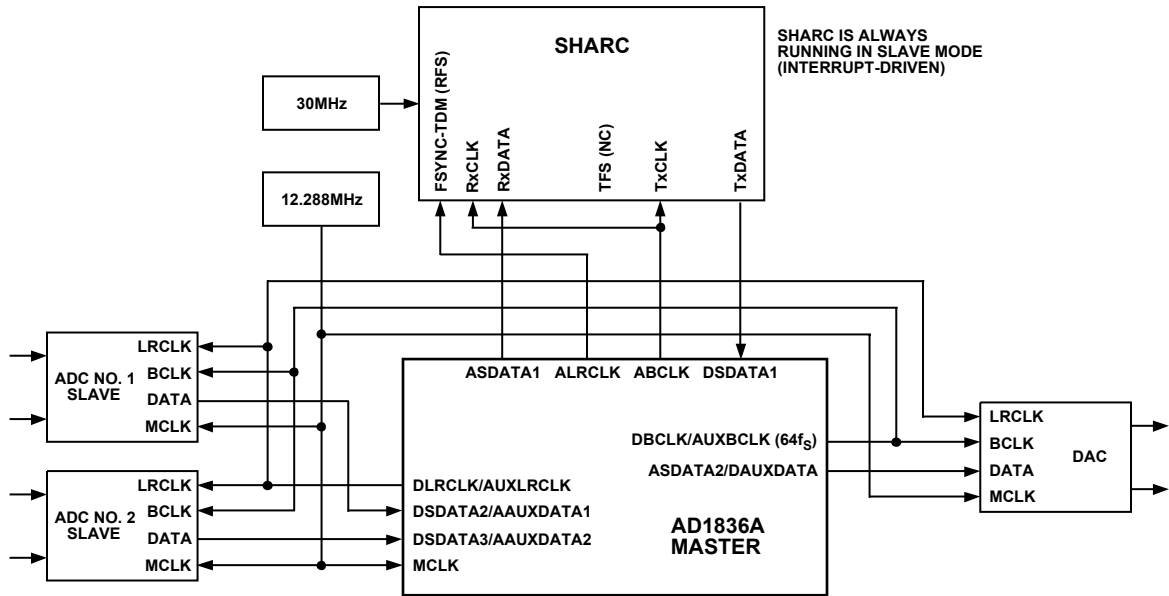 SHARC
SHARC IS ALWAYS
RUNNING IN SLAVE MODE
(INTERRUPT-DRIVEN)
30MHz
12.288MHz
FSYNC-TDM (RFS)
RxCLK
RxDATA
TFS (NC)
TxCLK
TxDATA
LRCLK
BCLK
DATA
MCLK
ADC NO. 1
SLAVE
LRCLK
BCLK
DATA
MCLK
ADC NO. 2
SLAVE
ASDATA1 ALRCLK ABCLK DSDATA1
DBCLK/AUXBCLK (64fS)
ASDATA2/DAUXDATA
DLRCLK/AUXLRCLK
DSDATA2/AAUXDATA1
DSDATA3/AAUXDATA2
MCLK
AD1836A
MASTER
LRCLK
BCLK
DATA
MCLK
DAC